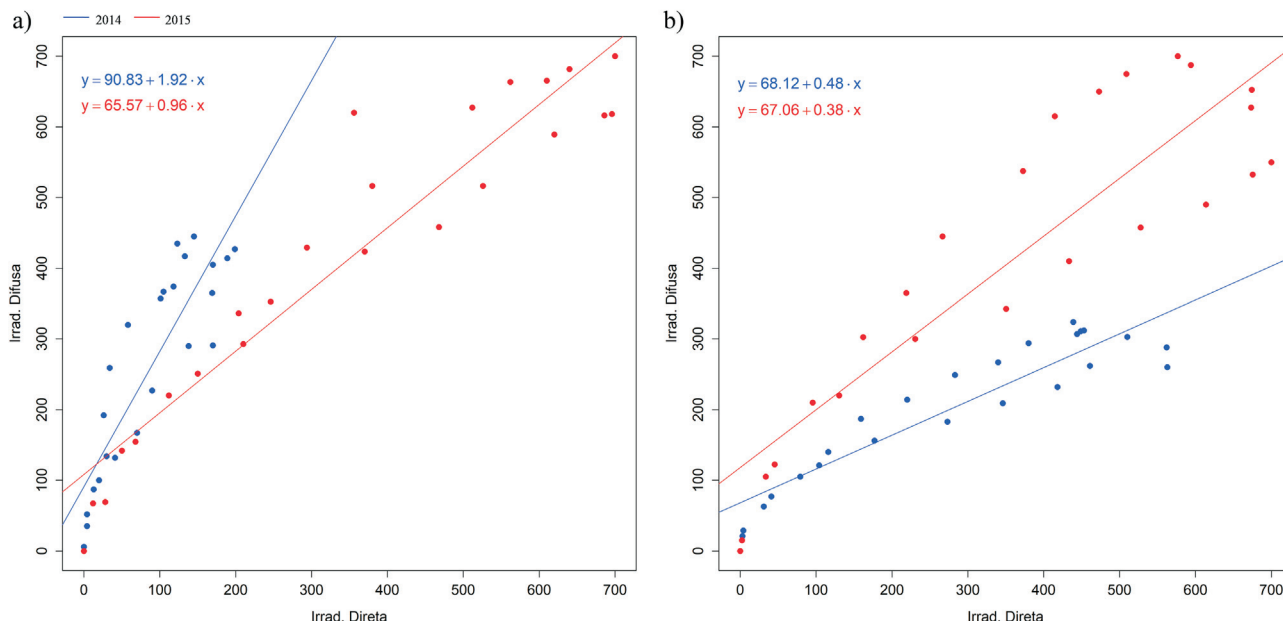 a)
2014 2015
y = 90.83 + 1.92 · x
y = 65.57 + 0.96 · x
Irrad. Difusa
0 100 200 300 400 500 600 700
0 100 200 300 400 500 600 700
Irrad. Direta
b)
y = 68.12 + 0.48 · x
y = 67.06 + 0.38 · x
Irrad. Difusa
0 100 200 300 400 500 600 700
0 100 200 300 400 500 600 700
Irrad. Direta